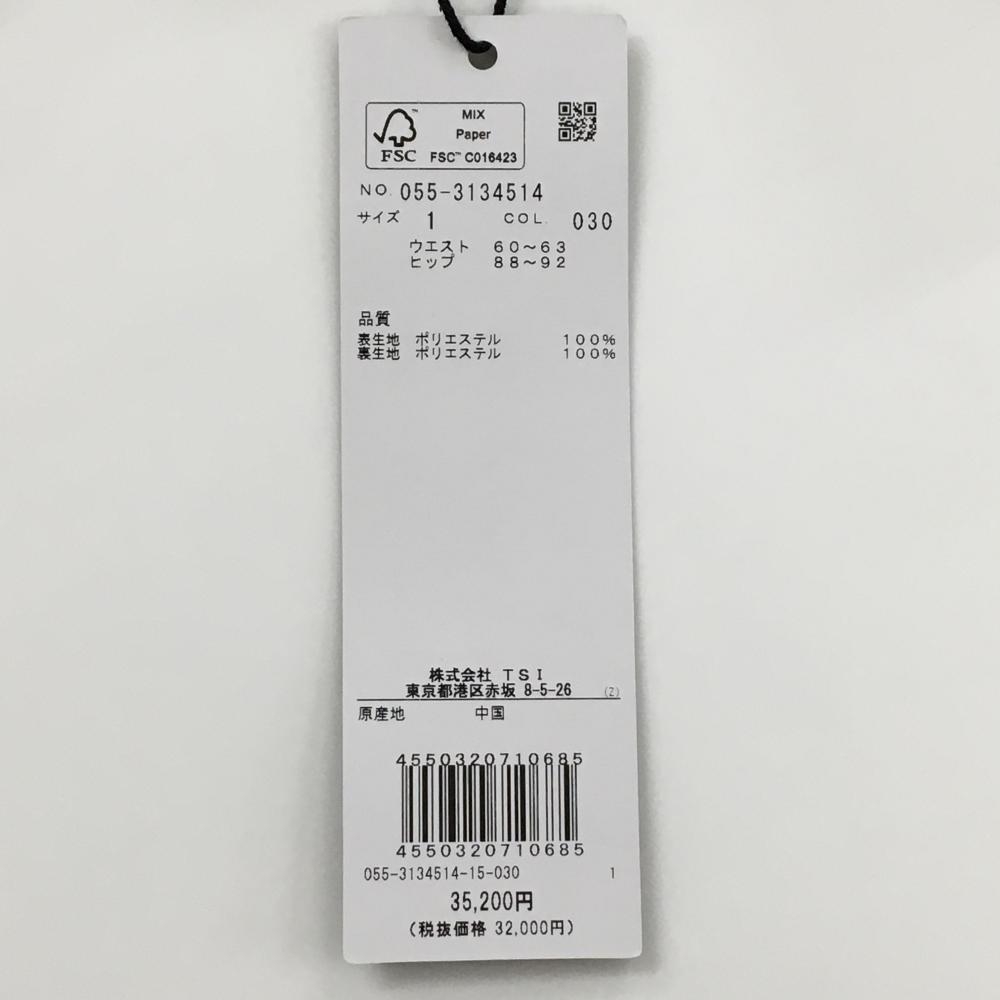 MIX
Paper
FSC™ FSC™ C016423
NO. 055-3134514
サイズ 1 COL. 030
ウエスト 60～63
ヒップ 88～92
品質
表生地 ポリエステル 100%
裏生地 ポリエステル 100%
株式会社 TSI
東京都港区赤坂 8-5-26 (Z)
原産地 中国
4550320710685
4550320710685
055-3134514-15-030 1
35,200円
(税抜価格 32,000円)